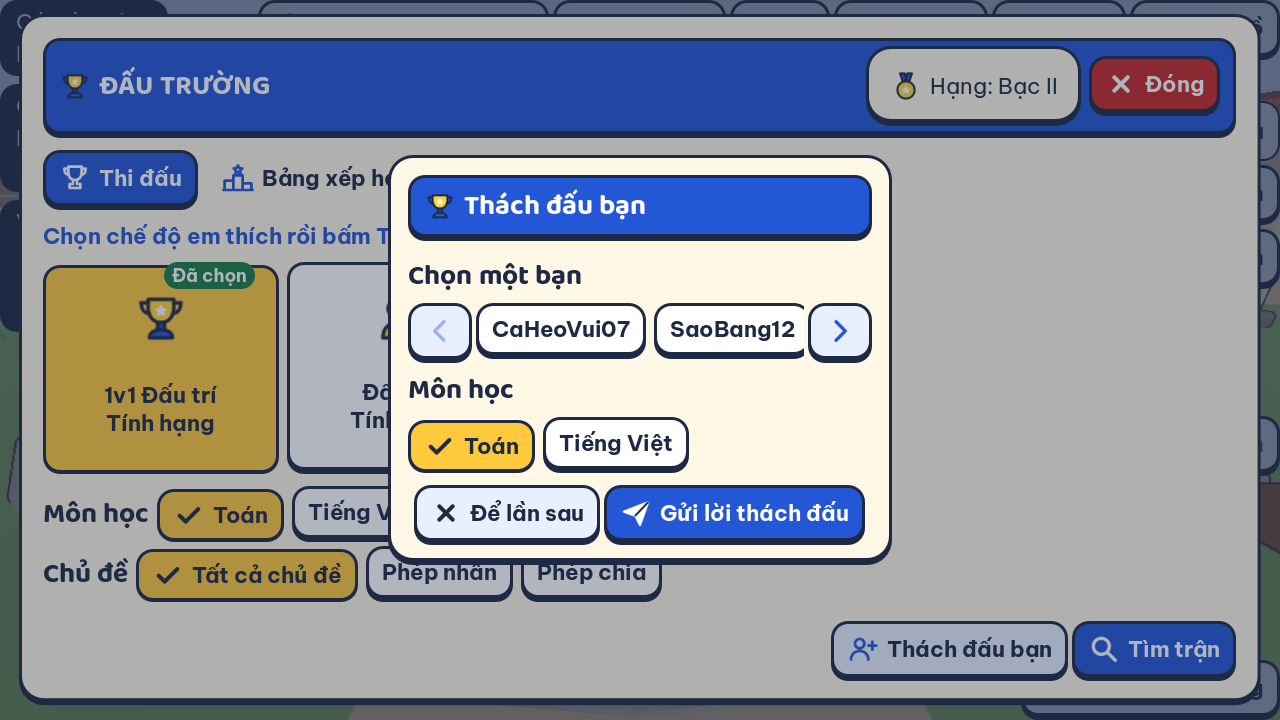 ĐẤU TRƯỜNG
Hạng: Bạc II
Đóng
Thi đấu
Bảng xếp
Chọn chế độ em thích rồi bấm
Đã chọn
1v1 Đấu trí
Tính hạng
Thách đấu bạn
Chọn một bạn
CaHeoVui07
SaoBang12
Môn học
Toán
Tiếng Việt
Để lần sau
Gửi lời thách đấu
Môn học
Toán
Tiếng
Chủ đề
Tất cả chủ đề
Phép nhân
Phép chia
Thách đấu bạn
Tìm trận